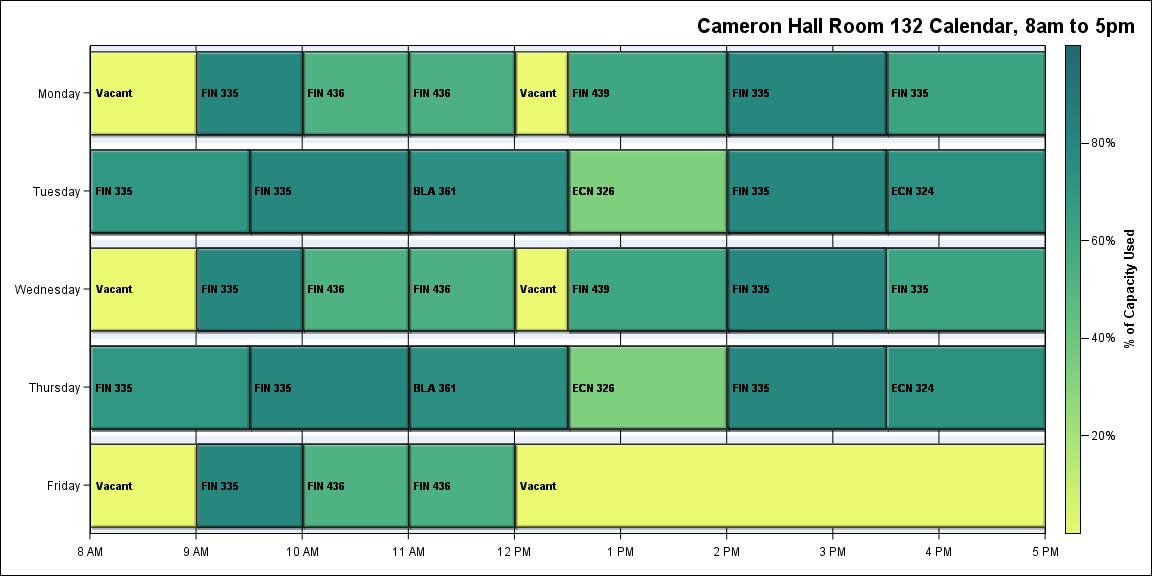 Cameron Hall Room 132 Calendar, 8am to 5pm
Monday
Vacant
FIN 335
FIN 436
FIN 436
Vacant
FIN 439
FIN 335
FIN 335
Tuesday
FIN 335
FIN 335
BLA 361
ECN 326
FIN 335
ECN 324
Wednesday
Vacant
FIN 335
FIN 436
FIN 436
Vacant
FIN 439
FIN 335
FIN 335
Thursday
FIN 335
FIN 335
BLA 361
ECN 326
FIN 335
ECN 324
Friday
Vacant
FIN 335
FIN 436
FIN 436
Vacant
8 AM
9 AM
10 AM
11 AM
12 PM
1 PM
2 PM
3 PM
4 PM
5 PM
80%
60%
40%
20%
% of Capacity Used